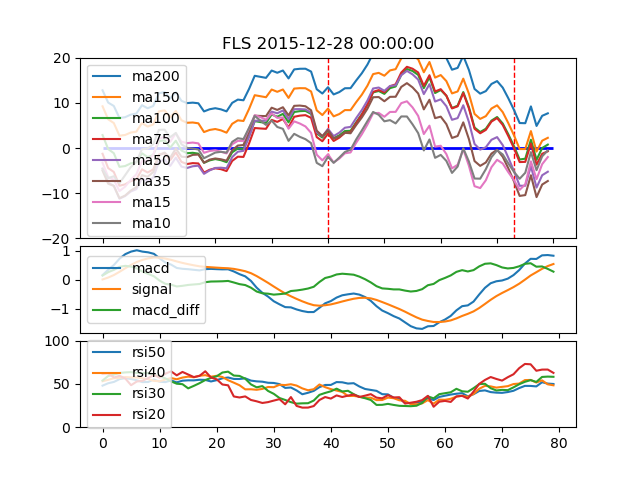 FLS 2015-12-28 00:00:00
20
10
0
−10
−20
ma200
ma150
ma100
ma75
ma50
ma35
ma15
ma10
1
0
−1
macd
signal
macd_diff
100
50
0
rsi50
rsi40
rsi30
rsi20
0 10 20 30 40 50 60 70 80